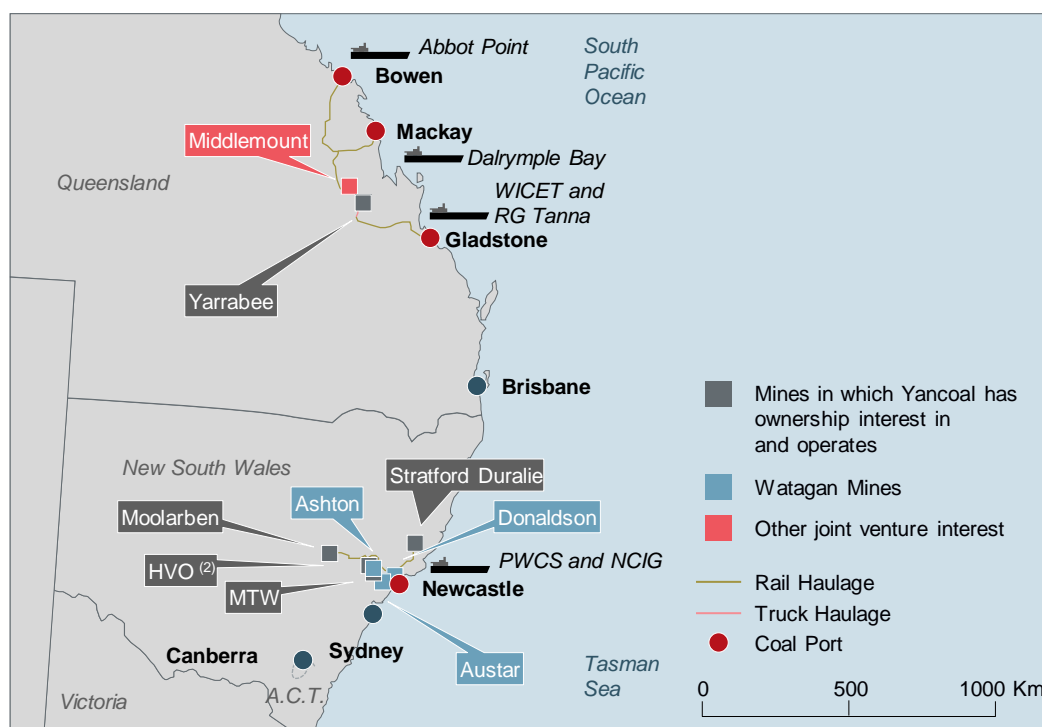 Abbot Point
South
Pacific
Ocean
Bowen
Mackay
Middlemount
Dalrymple Bay
Queensland
WICET and
RG Tanna
Gladstone
Yarrabee
Brisbane
Mines in which Yancoal has
ownership interest in
and operates
New South Wales
Stratford Duralie
Ashton
Watagan Mines
Moolarben
Donaldson
Other joint venture interest
PWCS and NCIG
HVO (2)
Rail Haulage
MTW
Newcastle
Truck Haulage
Coal Port
Canberra
Sydney
Austar
Tasman
Sea
A.C.T.
Victoria
0 500 1000 Km